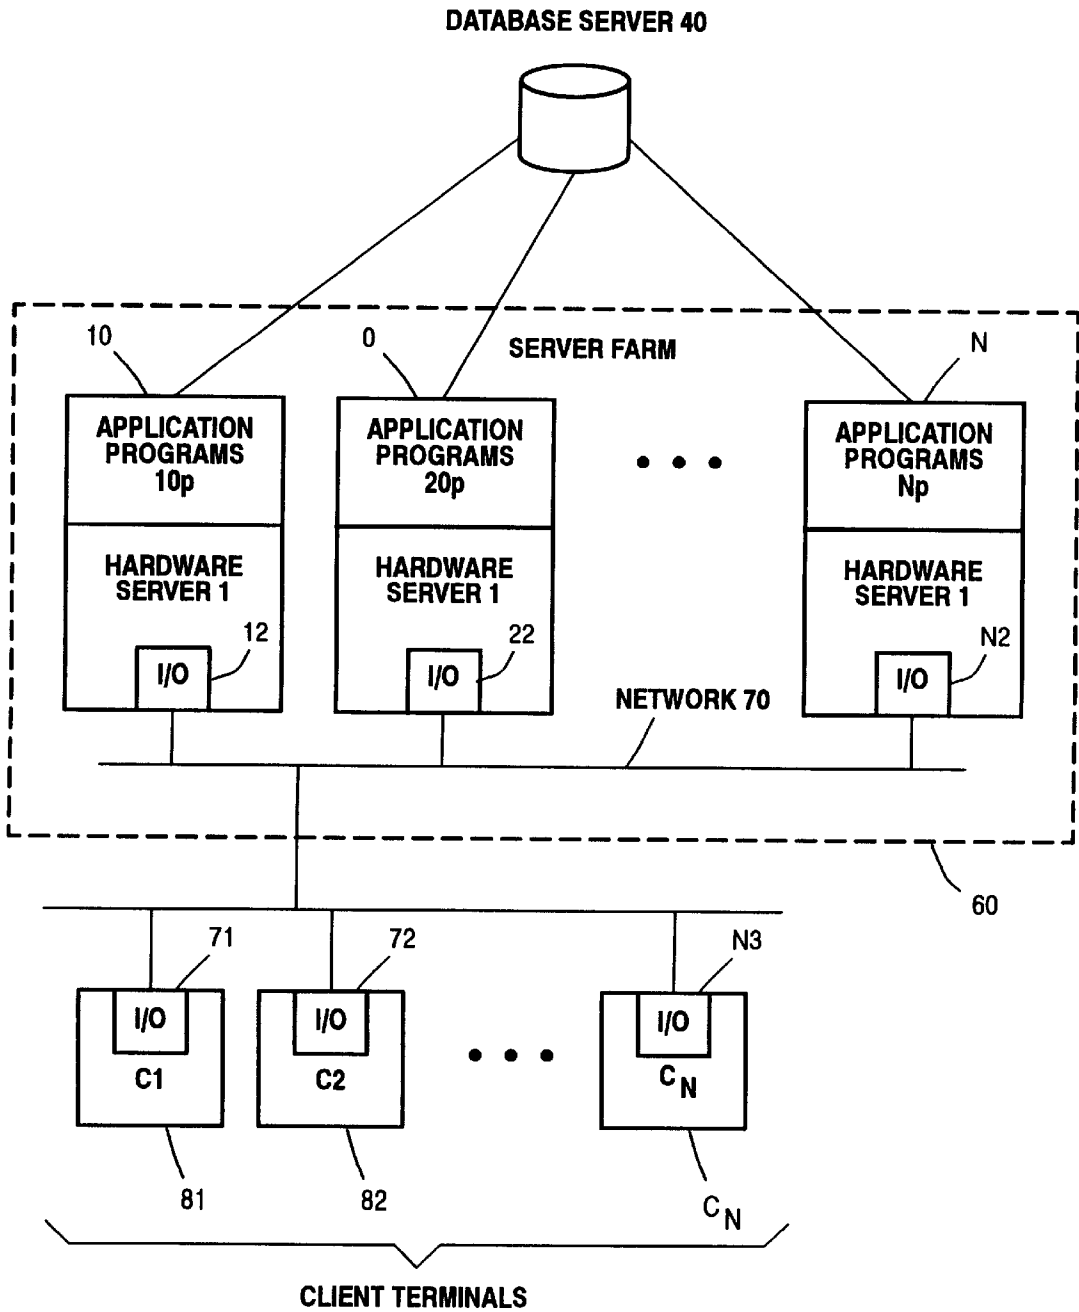 DATABASE SERVER 40
10
0
SERVER FARM
N
APPLICATION
PROGRAMS
10p
APPLICATION
PROGRAMS
20p
APPLICATION
PROGRAMS
Np
HARDWARE
SERVER 1
HARDWARE
SERVER 1
HARDWARE
SERVER 1
12
22
N2
I/O
I/O
I/O
NETWORK 70
60
71
72
N3
I/O
I/O
I/O
C1
C2
CN
81
82
CN
CLIENT TERMINALS